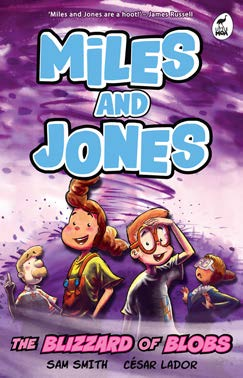 'Miles and Jones are a hoot!' - James Russell
MILES
AND
JONES
THE BLIZZARD OF BLOBS
SAM SMITH CÉSAR LADOR